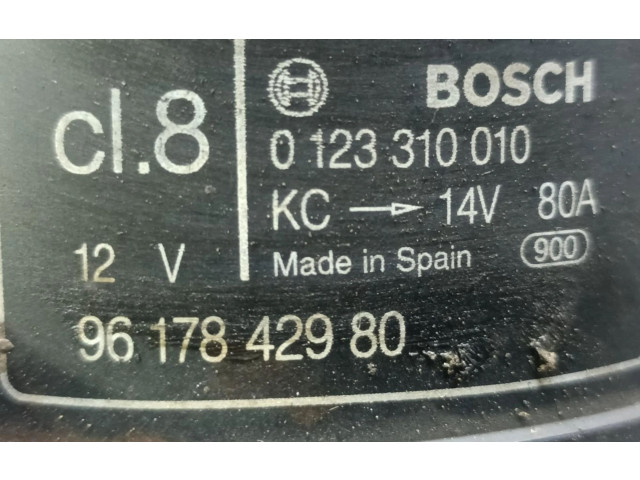 cl.8
12 V
BOSCH
0 123 310 010
KC → 14V 80A
Made in Spain 900
96 178 429 80